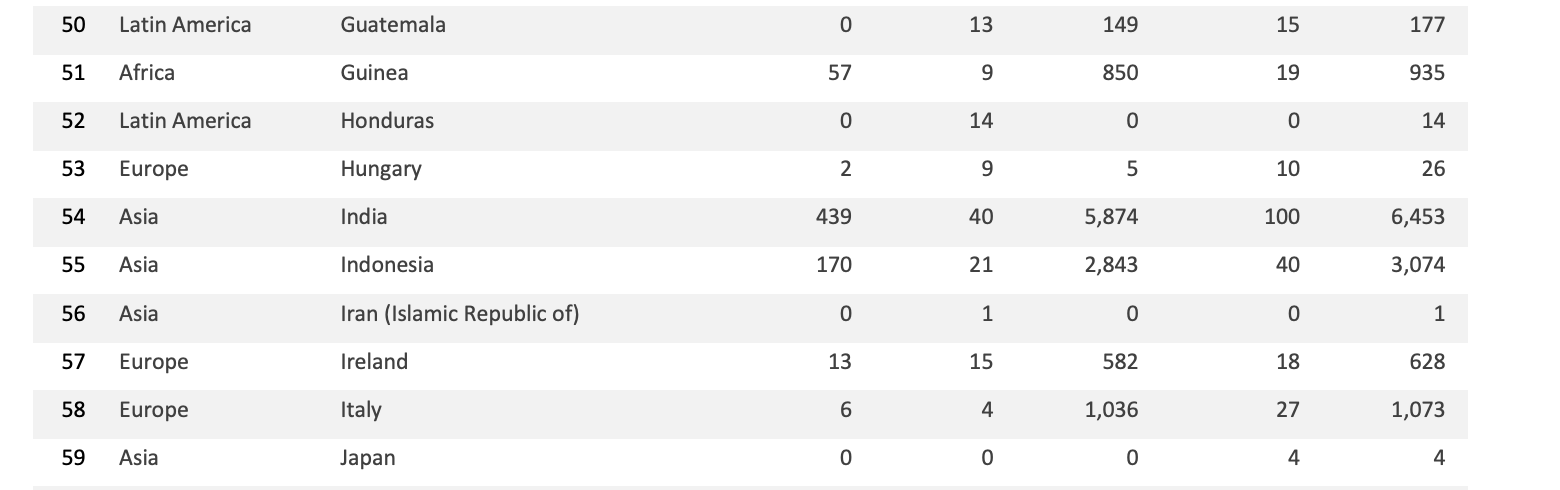 50 Latin America Guatemala 0 13 149 15 177
51 Africa Guinea 57 9 850 19 935
52 Latin America Honduras 0 14 0 0 14
53 Europe Hungary 2 9 5 10 26
54 Asia India 439 40 5,874 100 6,453
55 Asia Indonesia 170 21 2,843 40 3,074
56 Asia Iran (Islamic Republic of) 0 1 0 0 1
57 Europe Ireland 13 15 582 18 628
58 Europe Italy 6 4 1,036 27 1,073
59 Asia Japan 0 0 0 4 4